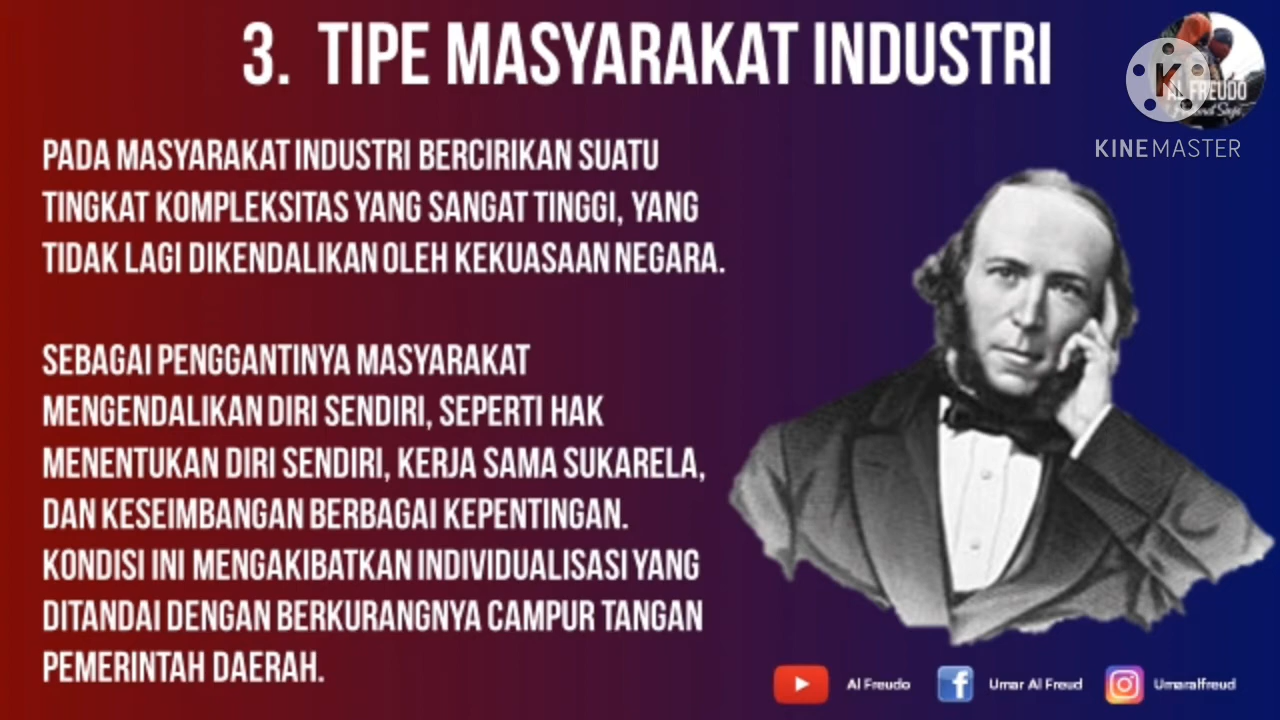 3. TIPE MASYARAKAT INDUSTRI
AL FREUDO
KINEMASTER
PADA MASYARAKAT INDUSTRI BERCIRIKAN SUATU
TINGKAT KOMPLEKSITAS YANG SANGAT TINGGI, YANG
TIDAK LAGI DIKENDALIKAN OLEH KEKUASAAN NEGARA.
SEBAGAI PENGGANTINYA MASYARAKAT
MENGENDALIKAN DIRI SENDIRI, SEPERTI HAK
MENENTUKAN DIRI SENDIRI, KERJA SAMA SUKARELA,
DAN KESEIMBANGAN BERBAGAI KEPENTINGAN.
KONDISI INI MENGAKIBATKAN INDIVIDUALISASI YANG
DITANDAI DENGAN BERKURANGNYA CAMPUR TANGAN
PEMERINTAH DAERAH.
Al Freudo
Umar Al Freud
Umaralfreud